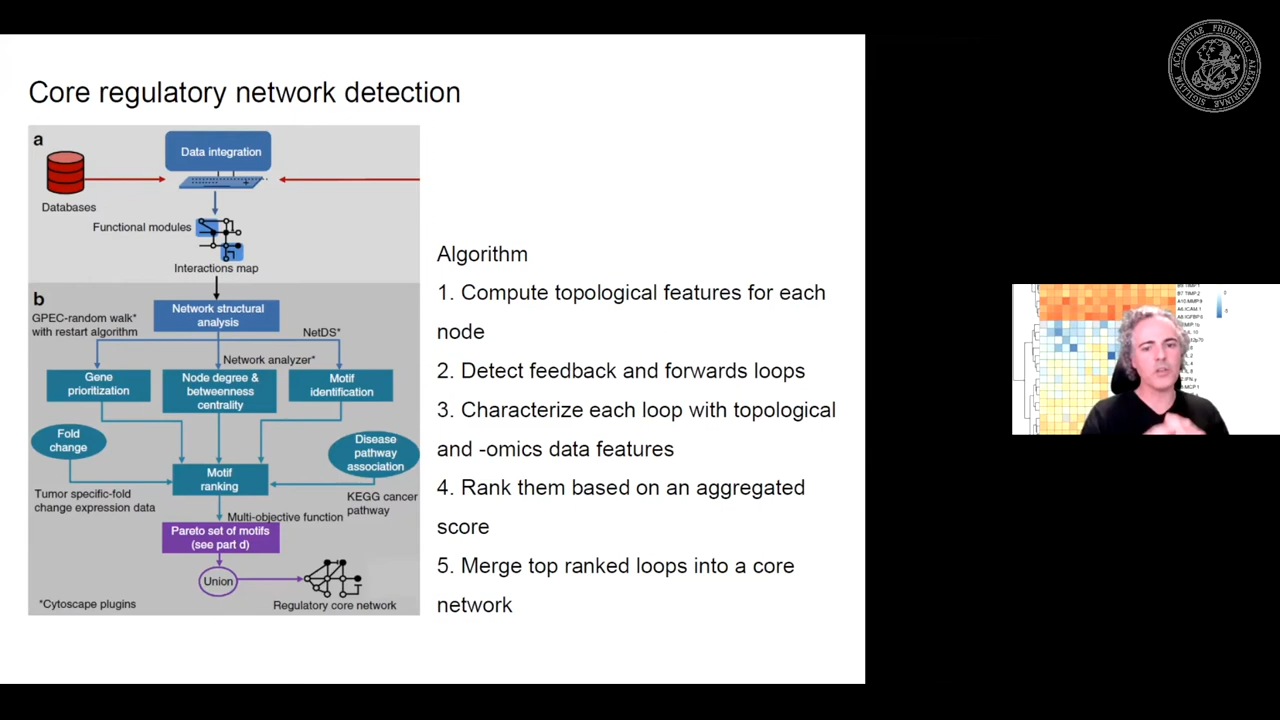 ACADEMIAE FRIDERICO
ALEXANDRINAE SIGILLVM
Core regulatory network detection
a
Data integration
Databases
Functional modules
Interactions map
b
Network structural
analysis
GPEC-random walk*
with restart algorithm
NetDS*
Network analyzer*
Gene
prioritization
Node degree &
betweenness
centrality
Motif
identification
Fold
change
Disease
pathway
association
Motif
ranking
Tumor specific-fold
change expression data
KEGG cancer
pathway
Multi-objective function
Pareto set of motifs
(see part d)
Union
*Cytoscape plugins
Regulatory core network
Algorithm
1. Compute topological features for each
node
2. Detect feedback and forwards loops
3. Characterize each loop with topological
and -omics data features
4. Rank them based on an aggregated
score
5. Merge top ranked loops into a core
network